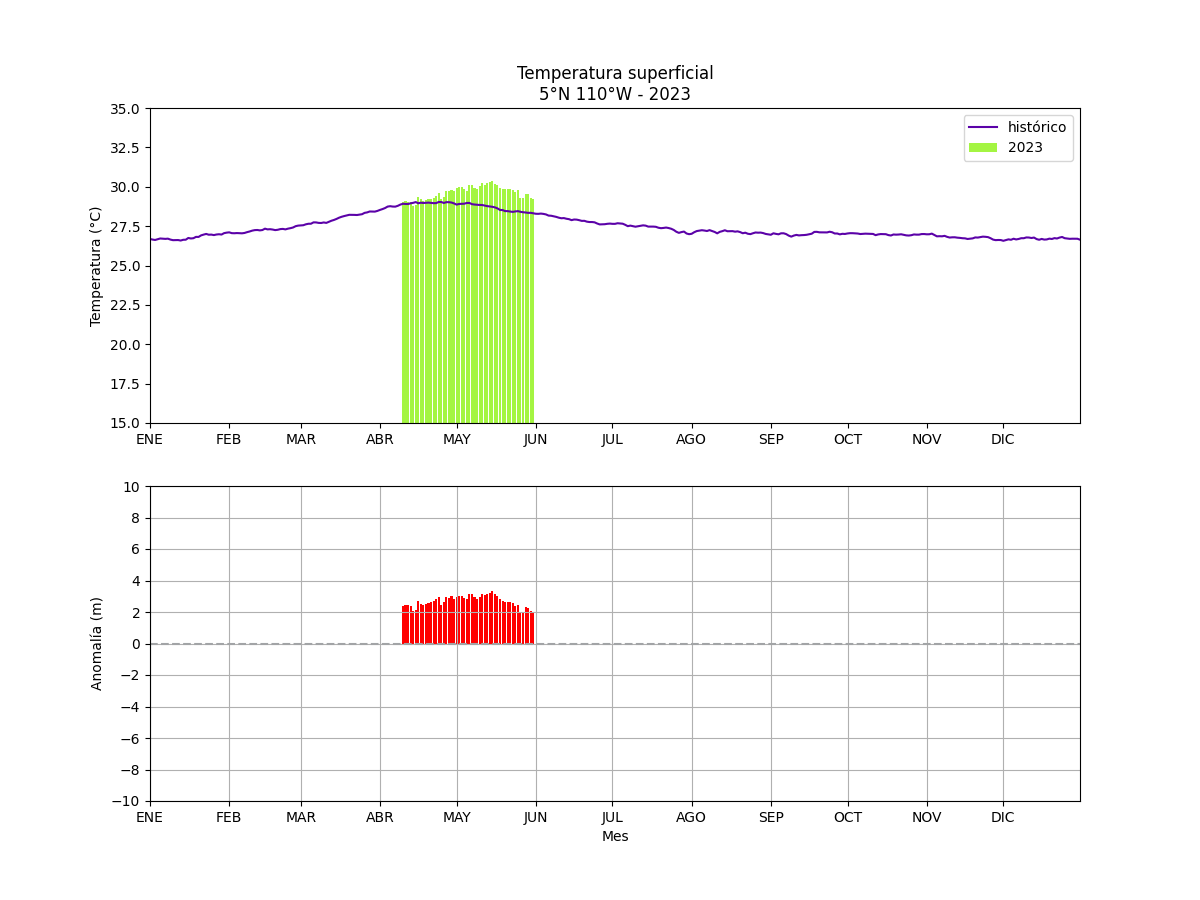 Temperatura superficial
5°N 110°W - 2023
35.0
32.5
30.0
27.5
25.0
22.5
20.0
17.5
15.0
Temperatura (°C)
histórico
2023
ENE FEB MAR ABR MAY JUN JUL AGO SEP OCT NOV DIC
10
8
6
4
2
0
−2
−4
−6
−8
−10
Anomalía (m)
ENE FEB MAR ABR MAY JUN JUL AGO SEP OCT NOV DIC
Mes